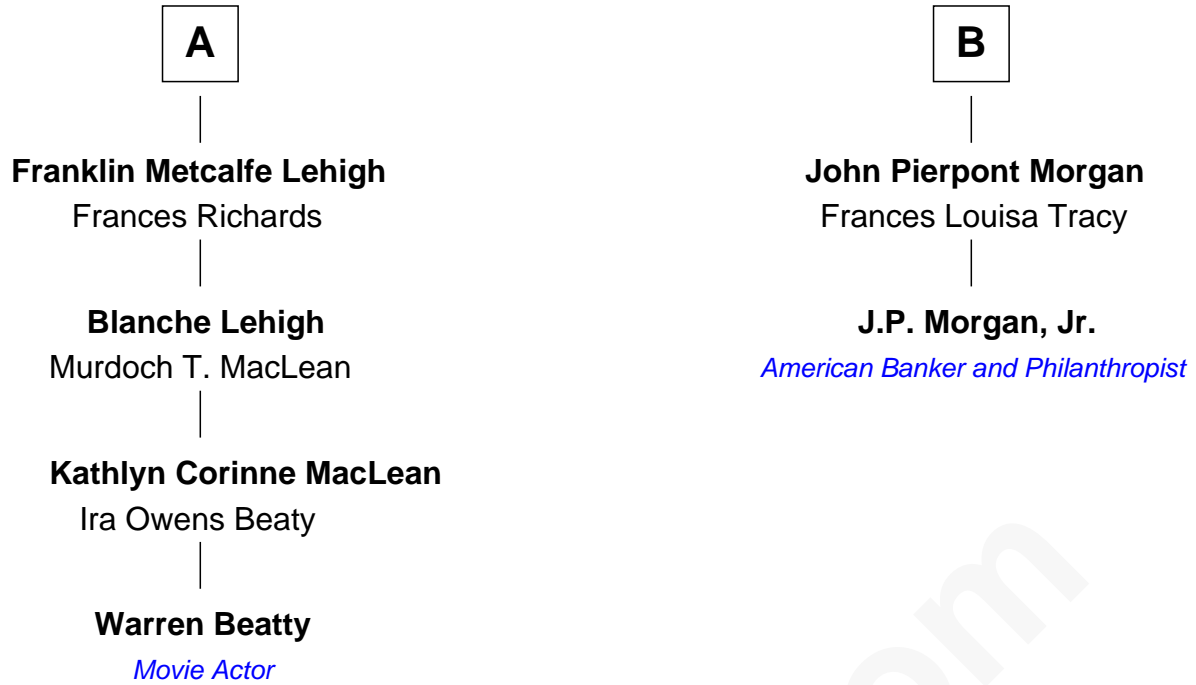 A
Franklin Metcalfe Lehigh
Frances Richards
Blanche Lehigh
Murdoch T. MacLean
Kathlyn Corinne MacLean
Ira Owens Beaty
Warren Beatty
Movie Actor
B
John Pierpont Morgan
Frances Louisa Tracy
J.P. Morgan, Jr.
American Banker and Philanthropist
om